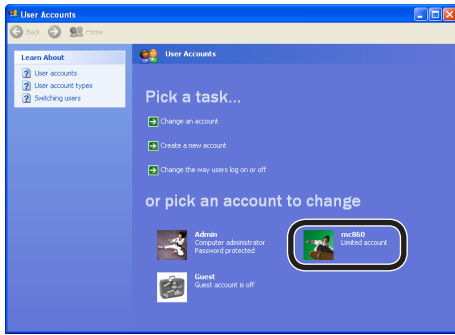 User Accounts
Back Home
Learn About
User accounts
User account types
Switching users
User Accounts
Pick a task...
Change an account
Create a new account
Change the way users log on or off
or pick an account to change
Admin
Computer administrator
Password protected
mc860
Limited account
Guest
Guest account is off